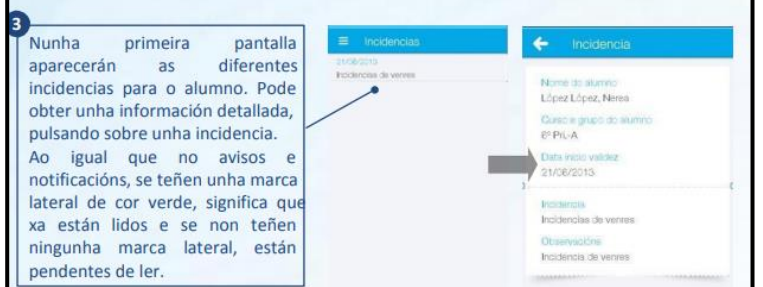 3
Nunha primeira pantalla
aparecerán as diferentes
incidencias para o alumno. Pode
obter unha información detallada,
pulsando sobre unha incidencia.
Ao igual que no avisos e
notificacións, se teñen unha marca
lateral de cor verde, significa que
xa están lidos e se non teñen
ningunha marca lateral, están
pendentes de ler.
Incidencias
21/06/2013
Incidencias de venres
Incidencia
Nome do alumno
López López, Nerea
Curso e grupo do alumno
6º Pri.-A
Data inicio validez
21/06/2013
Incidencia
Incidencias de venres
Observacións
Incidencia de venres